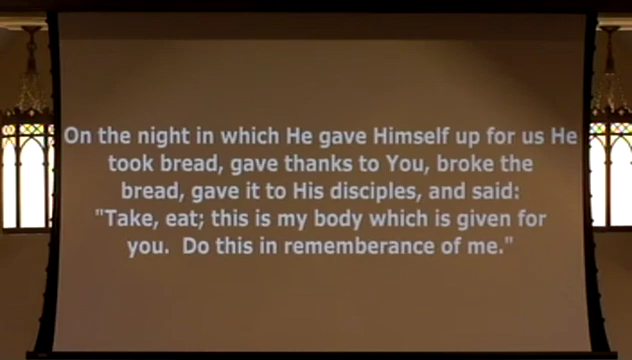 On the night in which He gave Himself up for us He
took bread, gave thanks to You, broke the
bread, gave it to His disciples, and said:
"Take, eat; this is my body which is given for
you.  Do this in rememberance of me."